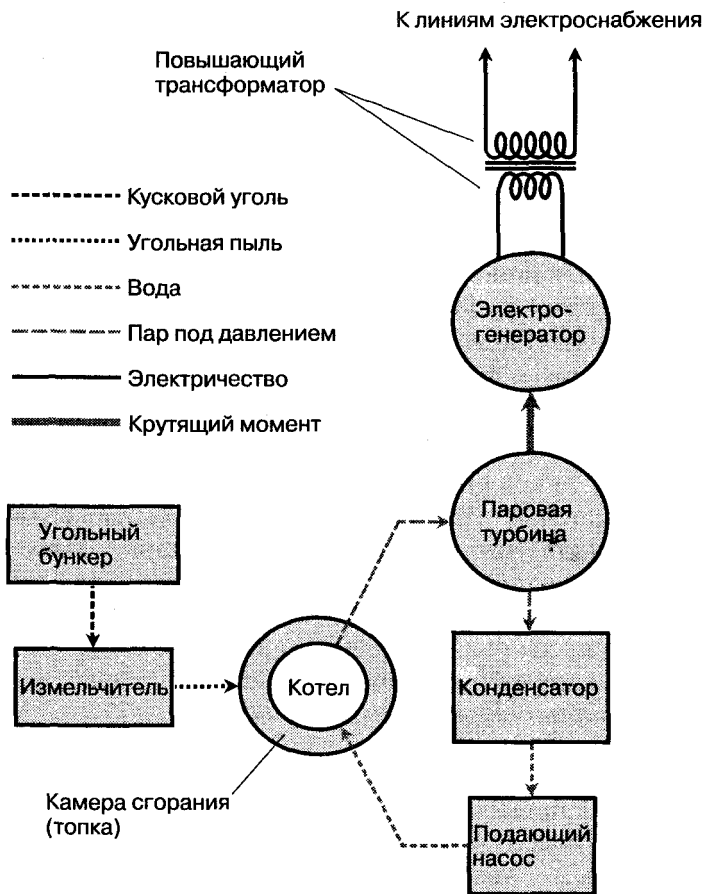 К линиям электроснабжения
Повышающий
трансформатор
Кусковой уголь
Угольная пыль
Вода
Пар под давлением
Электричество
Крутящий момент
Электро-
генератор
Паровая
турбина
Угольный
бункер
Измельчитель
Котел
Конденсатор
Камера сгорания
(топка)
Подающий
насос